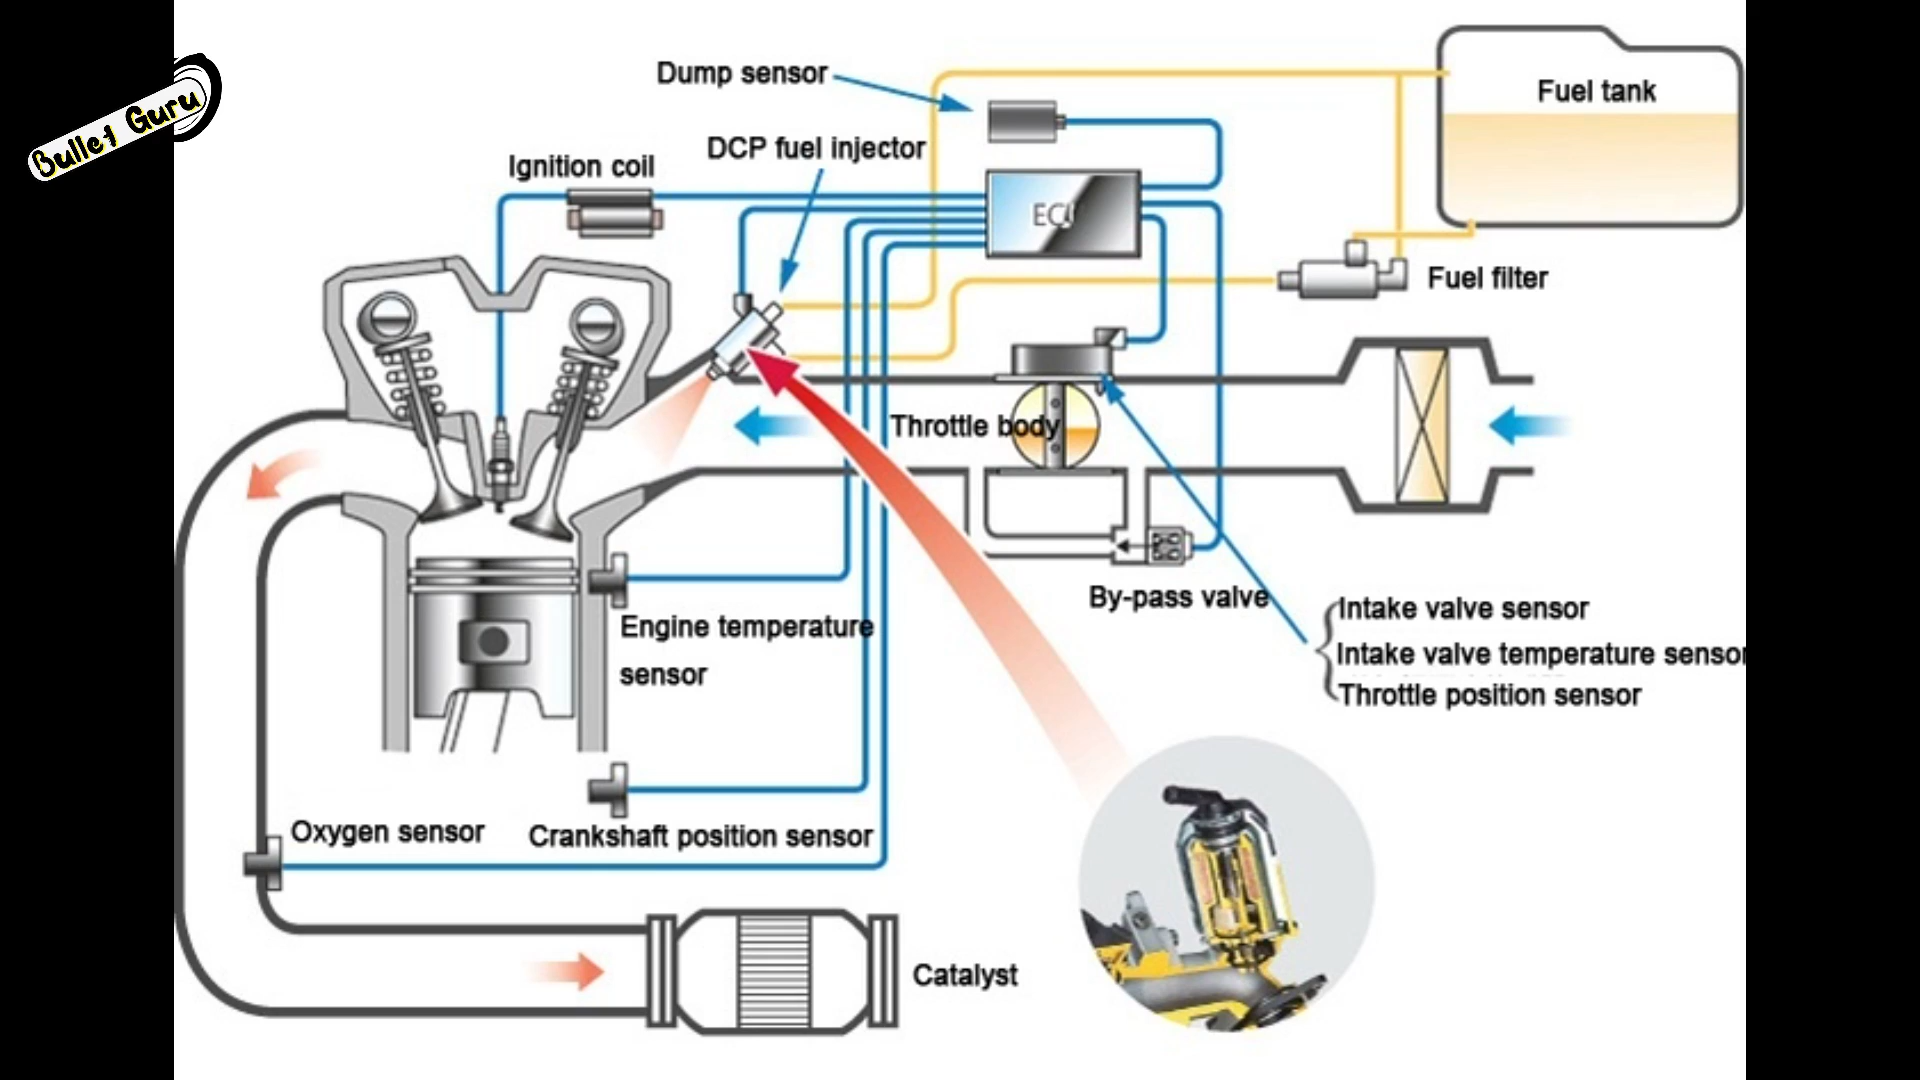 Bullet Guru
Dump sensor
Fuel tank
DCP fuel injector
Ignition coil
ECU
Fuel filter
Throttle body
By-pass valve
Intake valve sensor
Intake valve temperature sensor
Throttle position sensor
Engine temperature
sensor
Oxygen sensor
Crankshaft position sensor
Catalyst